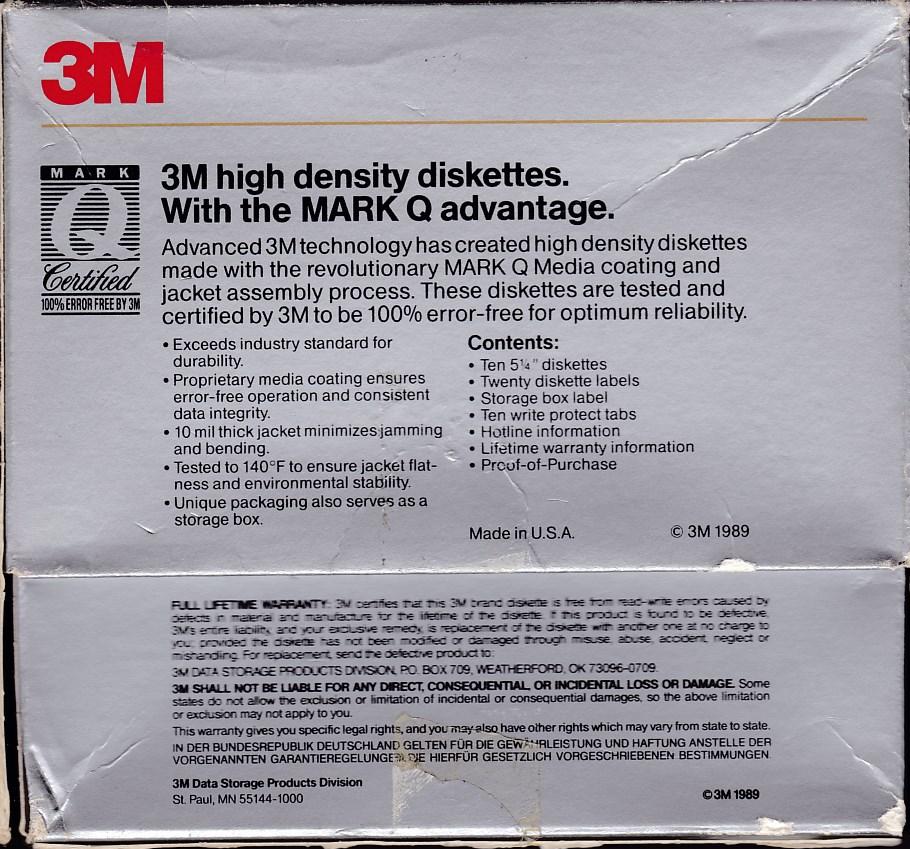 3M
MARK
Q
Certified
100% ERROR FREE BY 3M
3M high density diskettes.
With the MARK Q advantage.
Advanced 3M technology has created high density diskettes
made with the revolutionary MARK Q Media coating and
jacket assembly process. These diskettes are tested and
certified by 3M to be 100% error-free for optimum reliability.
• Exceeds industry standard for
durability.
• Proprietary media coating ensures
error-free operation and consistent
data integrity.
• 10 mil thick jacket minimizes jamming
and bending.
• Tested to 140°F to ensure jacket flat-
ness and environmental stability.
• Unique packaging also serves as a
storage box.
Contents:
• Ten 5¼" diskettes
• Twenty diskette labels
• Storage box label
• Ten write protect tabs
• Hotline information
• Lifetime warranty information
• Proof-of-Purchase
Made in U.S.A.
© 3M 1989
FULL LIFETIME WARRANTY: 3M certifies that this 3M brand diskette is free from read-write errors caused by
defects in material and manufacture for the lifetime of the diskette. If this product is found to be defective,
3M's entire liability, and your exclusive remedy, is replacement of the diskette with another one at no charge to
you; provided the diskette has not been modified or damaged through misuse, abuse, accident, neglect or
mishandling. For replacement, send the defective product to:
3M DATA STORAGE PRODUCTS DIVISION, P.O. BOX 709, WEATHERFORD, OK 73096-0709.
3M SHALL NOT BE LIABLE FOR ANY DIRECT, CONSEQUENTIAL, OR INCIDENTAL LOSS OR DAMAGE. Some
states do not allow the exclusion or limitation of incidental or consequential damages, so the above limitation
or exclusion may not apply to you.
This warranty gives you specific legal rights, and you may also have other rights which may vary from state to state.
IN DER BUNDESREPUBLIK DEUTSCHLAND GELTEN FÜR DIE GEWÄHRLEISTUNG UND HAFTUNG ANSTELLE DER
VORGENANNTEN GARANTIEREGELUNGEN DIE HIERFÜR GESETZLICH VORGESCHRIEBENEN BESTIMMUNGEN.
3M Data Storage Products Division
St. Paul, MN 55144-1000
© 3M 1989